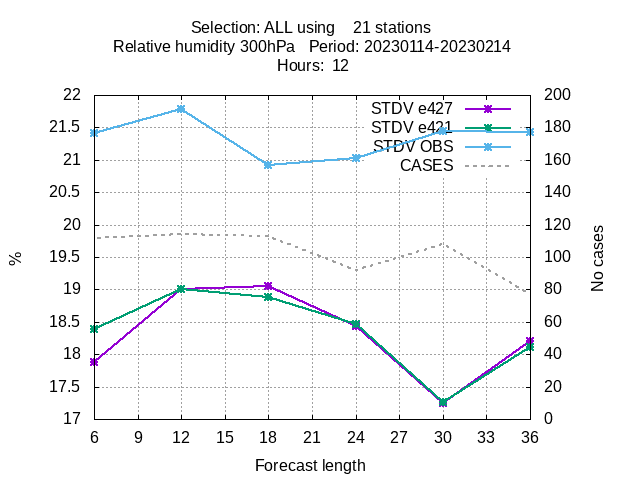 Selection: ALL using    21 stations
Relative humidity 300hPa   Period: 20230114-20230214
Hours:  12
STDV e427
STDV e421
STDV OBS
CASES
22
21.5
21
20.5
20
19.5
19
18.5
18
17.5
17
%
200
180
160
140
120
100
80
60
40
20
0
No cases
6 9 12 15 18 21 24 27 30 33 36
Forecast length